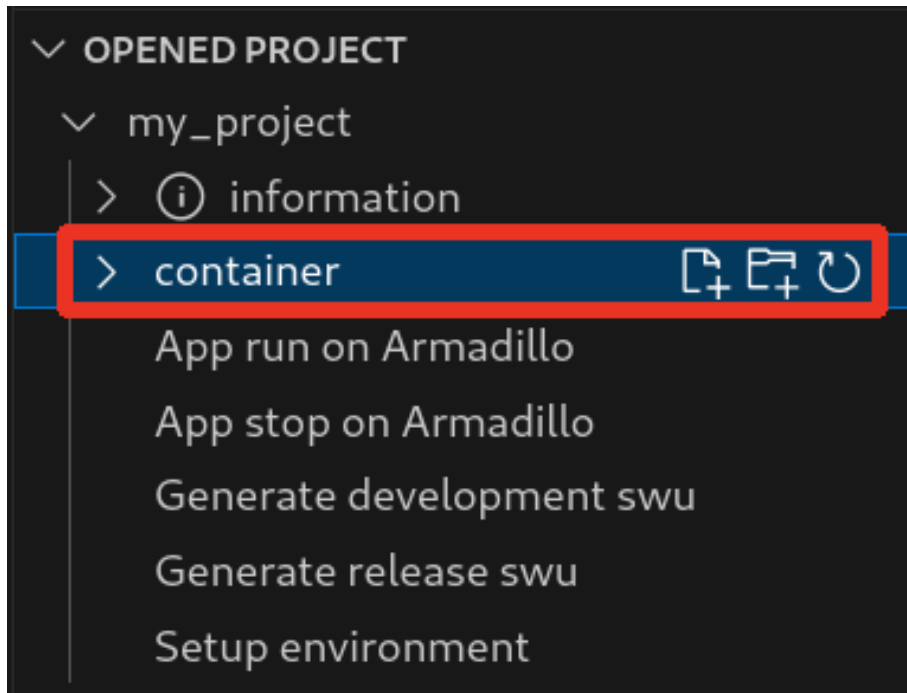 OPENED PROJECT
my_project
information
container
App run on Armadillo
App stop on Armadillo
Generate development swu
Generate release swu
Setup environment